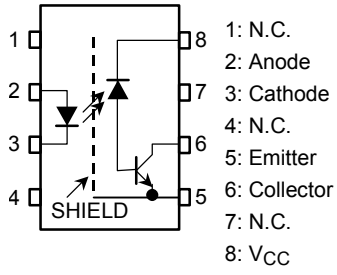 1
2
3
4
8
7
6
5
SHIELD
1: N.C.
2: Anode
3: Cathode
4: N.C.
5: Emitter
6: Collector
7: N.C.
8: VCC